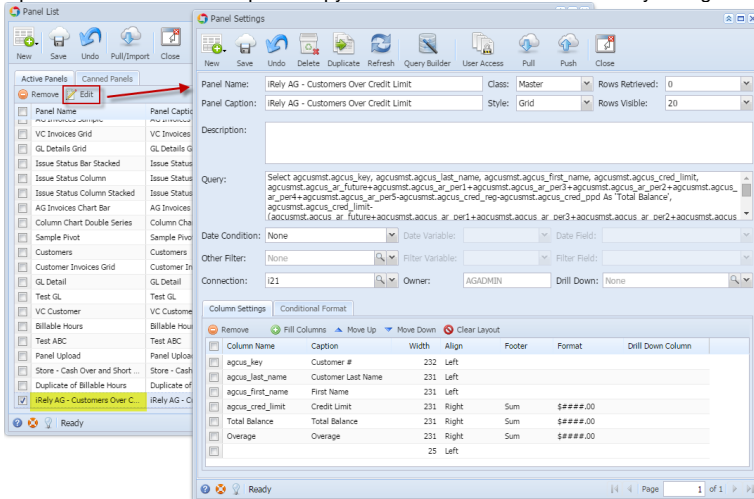 Panel List
New Save Undo Pull/Import Close
Active Panels Canned Panels
Remove Edit
Panel Name Panel Captio
VC Invoices Grid VC Invoices
GL Details Grid GL Details G
Issue Status Bar Stacked Issue Status
Issue Status Column Issue Status
Issue Status Column Stacked Issue Status
AG Invoices Chart Bar AG Invoices
Column Chart Double Series Column Cha
Sample Pivot Sample Pivo
Customers Customers
Customer Invoices Grid Customer In
GL Detail GL Detail
Test GL Test GL
VC Customer VC Custome
Billable Hours Billable Hou
Test ABC Test ABC
Panel Upload Panel Uploa
Store - Cash Over and Short ... Store - Cash
Duplicate of Billable Hours Duplicate of
iRely AG - Customers Over C... iRely AG - C
Ready
Panel Settings
New Save Undo Delete Duplicate Refresh Query Builder User Access Pull Push Close
Panel Name: iRely AG - Customers Over Credit Limit Class: Master Rows Retrieved: 0
Panel Caption: iRely AG - Customers Over Credit Limit Style: Grid Rows Visible: 20
Description:
Query: Select agcusmst.agcus_key, agcusmst.agcus_last_name, agcusmst.agcus_first_name, agcusmst.agcus_cred_limit,
agcusmst.agcus_ar_future+agcusmst.agcus_ar_per1+agcusmst.agcus_ar_per3+agcusmst.agcus_ar_per2+agcusmst.agcus_
ar_per4+agcusmst.agcus_ar_per5-agcusmst.agcus_cred_reg-agcusmst.agcus_cred_ppd As 'Total Balance',
agcusmst.agcus_cred_limit-
(agcusmst.agcus_ar_future+agcusmst.agcus_ar_per1+agcusmst.agcus_ar_per3+agcusmst.agcus_ar_per2+agcusmst.agcus
Date Condition: None Date Variable: Date Field:
Other Filter: None Filter Variable: Filter Field:
Connection: i21 Owner: AGADMIN Drill Down: None
Column Settings Conditional Format
Remove Fill Columns Move Up Move Down Clear Layout
Column Name Caption Width Align Footer Format Drill Down Column
agcus_key Customer # 232 Left
agcus_last_name Customer Last Name 231 Left
agcus_first_name First Name 231 Left
agcus_cred_limit Credit Limit 231 Right Sum $####.00
Total Balance Total Balance 231 Right Sum $####.00
Overage Overage 231 Right Sum $####.00
25 Left
Ready Page 1 of 1